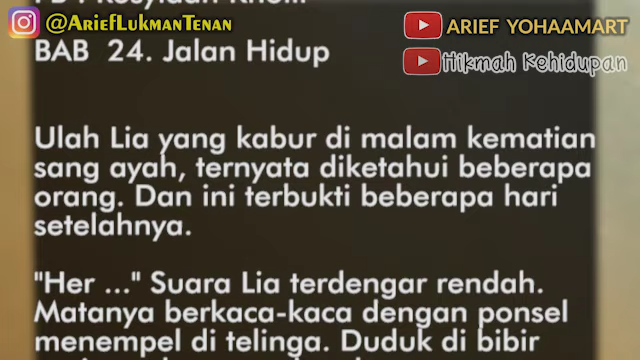 @ArieFLukmanTenan
ARIEF YOHAAMART
BAB 24. Jalan Hidup
Hikmah Kehidupan
Ulah Lia yang kabur di malam kematian
sang ayah, ternyata diketahui beberapa
orang. Dan ini terbukti beberapa hari
setelahnya.
"Her ..." Suara Lia terdengar rendah.
Matanya berkaca-kaca dengan ponsel
menempel di telinga. Duduk di bibir